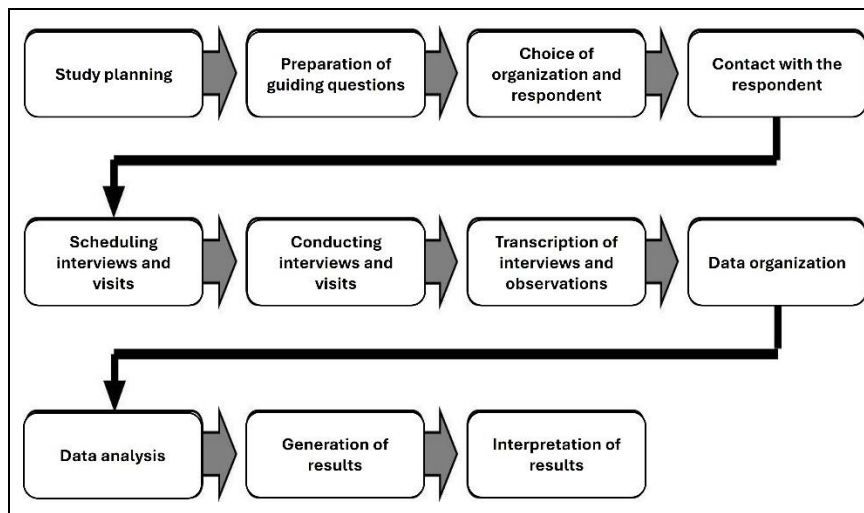 Study planning
Preparation of
guiding questions
Choice of
organization and
respondent
Contact with the
respondent
Scheduling
interviews and
visits
Conducting
interviews and
visits
Transcription of
interviews and
observations
Data organization
Data analysis
Generation of
results
Interpretation of
results